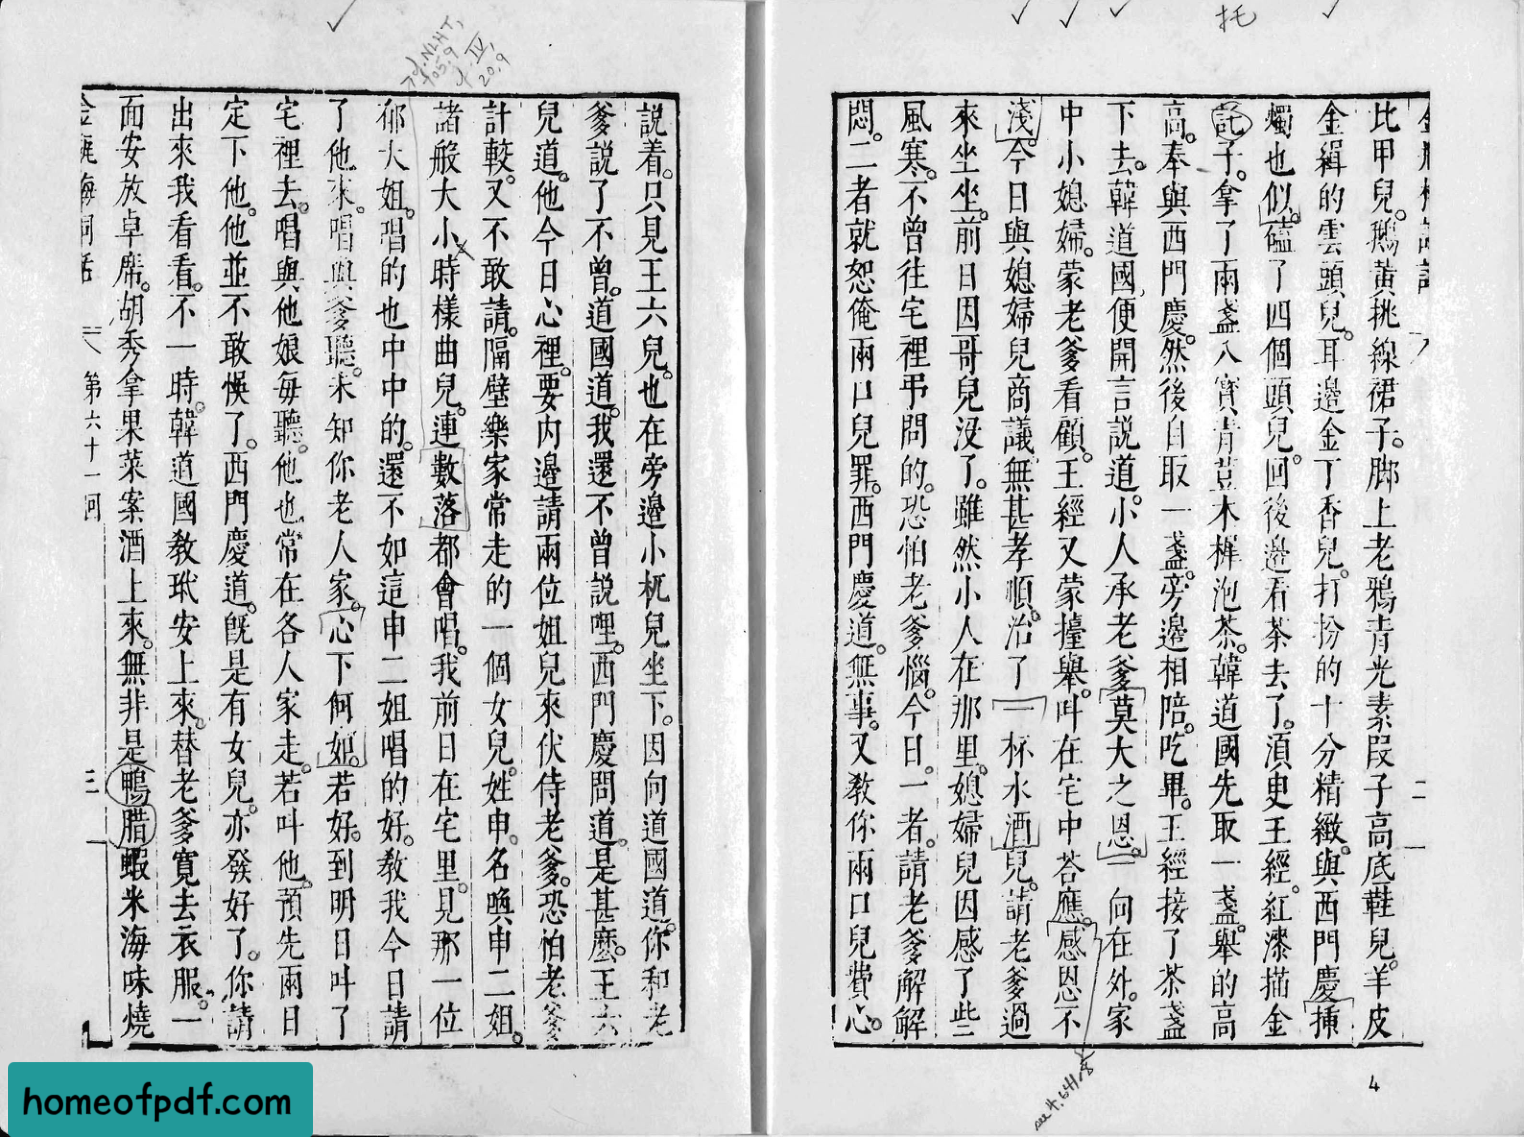 比甲兒。鵝黄挑線裙子。脚上老鴉青光素段子高底鞋兒。羊皮
金緝的雲頭兒。耳邊金丁香兒。打扮的十分精緻。與西門慶挿
燭也似。磕了四個頭兒。回後邊看茶去了。湏臾王經。紅漆描金
託子。拿了兩盞八寳青荳木樨泡茶。韓道國先取一盞。舉的高
高。奉與西門慶。然後自取一盞。旁邊相陪。吃畢。王經接了茶盞
下去。韓道國便開言説道。小人承老爹莫大之恩。一向在外。家
中小媳婦。蒙老爹看顧。王經又蒙擡舉。叫在宅中荅應。感恩不
淺。今日與媳婦兒商議。無甚孝順。治了一杯水酒兒。請老爹過
來坐坐。前日因哥兒没了。雖然小人在那里。媳婦兒因感了些
風寒。不曾往宅裡弔問的。恐怕老爹惱。今日。一者。請老爹解解
悶。二者就恕俺兩口兒罪。西門慶道。無事。又教你兩口兒費心。
二
4
説着。只見王六兒。也在旁邊小杌兒坐下。因向道國道。你和老
爹説了不曾。道國道。我還不曾説哩。西門慶問道。是甚麽。王六
兒道。他今日心裡。要内邊請兩位姐兒來伏侍老爹。恐怕老爹
計較。又不敢請。隔壁樂家常走的一個女兒。姓申。名喚申二姐。
諸般大小時樣曲兒。連數落都會唱。我前日在宅里。見那一位
郁大姐。唱的也中中的。還不如這申二姐唱的好。教我今日請
了他來。唱與爹聽。未知你老人家。心下何如。若好。到明日叫了
宅裡去。唱與他娘每聽。他也常在各人家走。若叫他。預先兩日
定下他。他並不敢悞了。西門慶道。旣是有女兒。亦發好了。你請
出來我看看。不一時。韓道國教玳安上來。替老爹寛去衣服。一
面安放卓席。胡秀拿果菜案酒上來。無非是鴨腊蝦米海味燒
金瓶梅詞話 第六十一回 三
托
homeofpdf.com